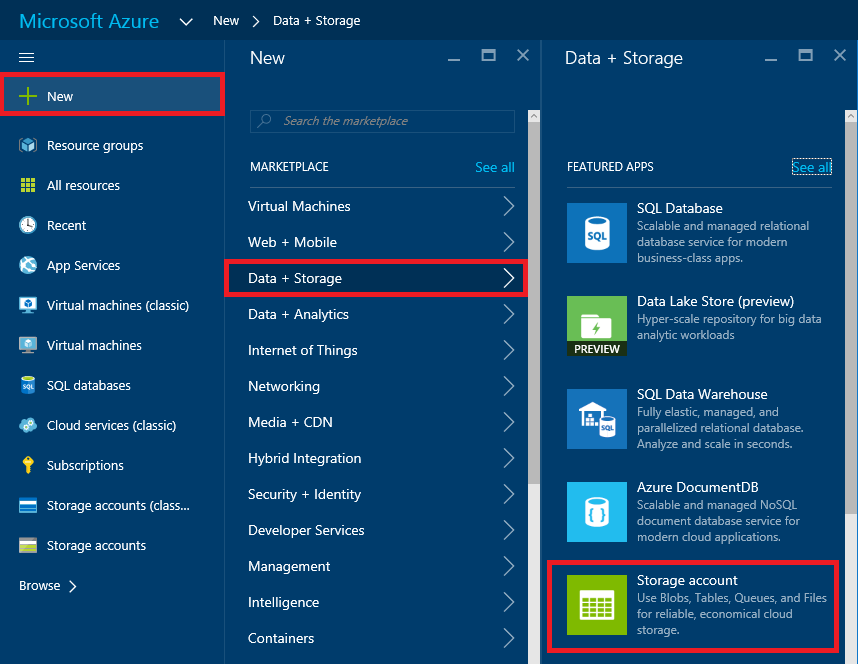 Microsoft Azure New Data + Storage
New
Resource groups
All resources
Recent
App Services
Virtual machines (classic)
Virtual machines
SQL
SQL databases
Cloud services (classic)
Subscriptions
Storage accounts (class...
Storage accounts
Browse
New
Search the marketplace
MARKETPLACE See all
Virtual Machines
Web + Mobile
Data + Storage
Data + Analytics
Internet of Things
Networking
Media + CDN
Hybrid Integration
Security + Identity
Developer Services
Management
Intelligence
Containers
Data + Storage
FEATURED APPS See all
SQL
SQL Database
Scalable and managed relational
database service for modern
business-class apps.
PREVIEW
Data Lake Store (preview)
Hyper-scale repository for big data
analytic workloads
SQL
SQL Data Warehouse
Fully elastic, managed, and
parallelized relational database.
Analyze and scale in seconds.
{ }
Azure DocumentDB
Scalable and managed NoSQL
document database service for
modern cloud applications.
Storage account
Use Blobs, Tables, Queues, and Files
for reliable, economical cloud
storage.